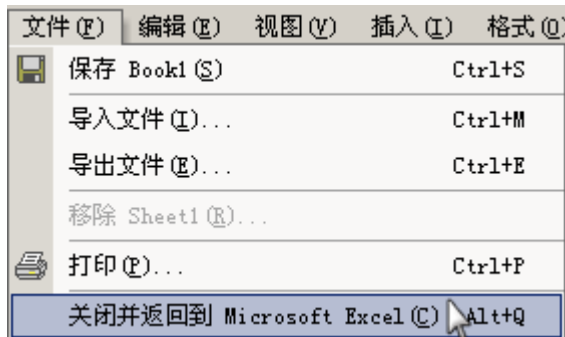 文件(F) 编辑(E) 视图(V) 插入(I) 格式(O)
保存 Book1(S) Ctrl+S
导入文件(I)... Ctrl+M
导出文件(E)... Ctrl+E
移除 Sheet1(R)...
打印(P)... Ctrl+P
关闭并返回到 Microsoft Excel(C) Alt+Q